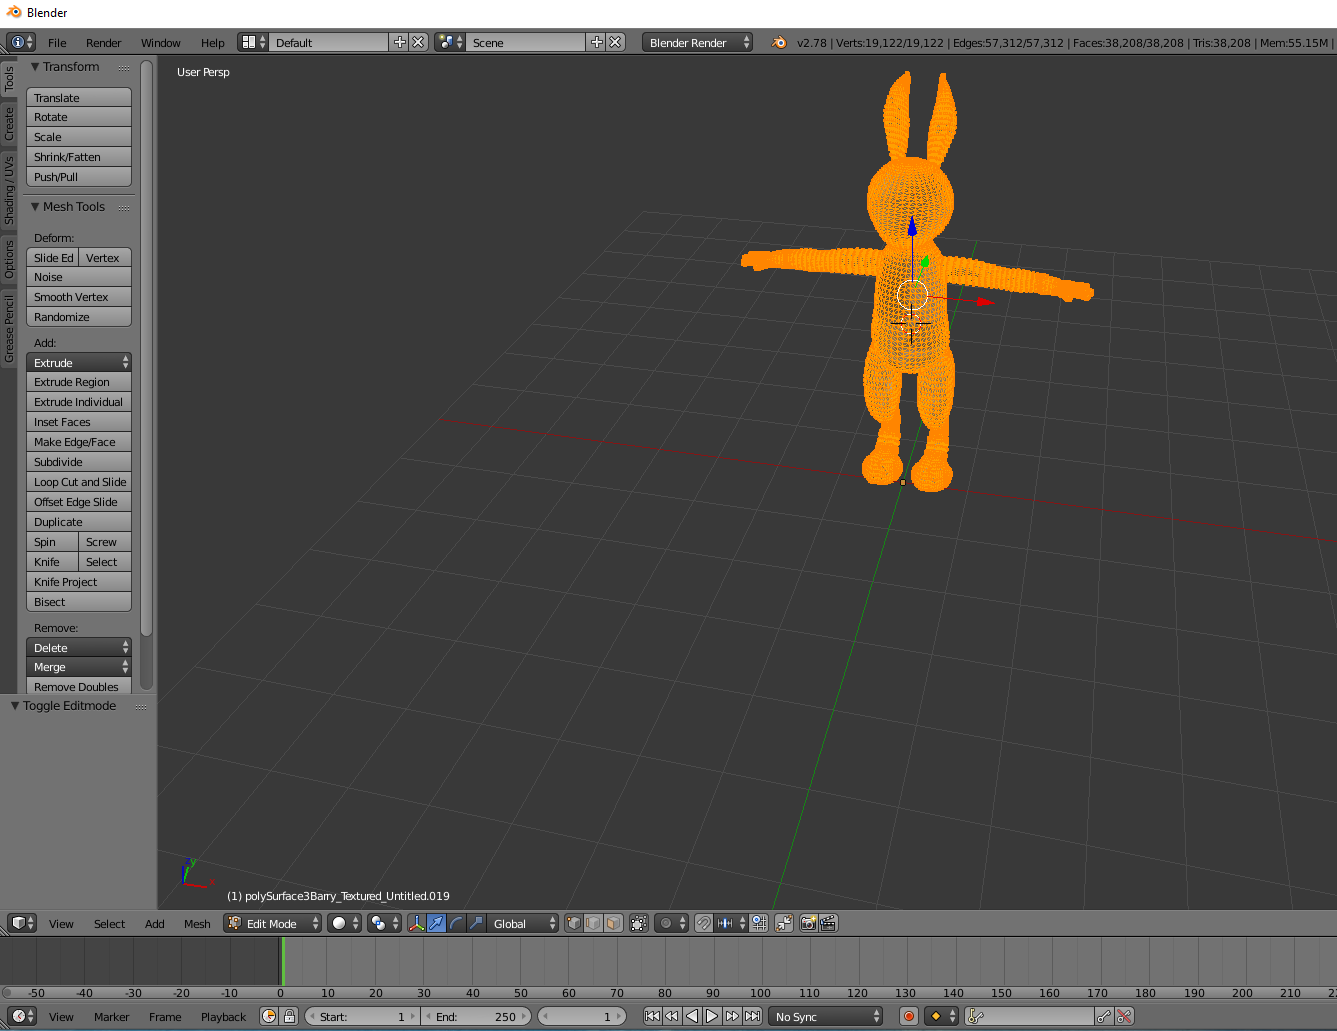 Blender
File Render Window Help Default Scene Blender Render v2.78 | Verts:19,122/19,122 | Edges:57,312/57,312 | Faces:38,208/38,208 | Tris:38,208 | Mem:55.15M |
Tools
Create
Shading / UVs
Options
Grease Pencil
Transform
Translate
Rotate
Scale
Shrink/Fatten
Push/Pull
Mesh Tools
Deform:
Slide Ed Vertex
Noise
Smooth Vertex
Randomize
Add:
Extrude
Extrude Region
Extrude Individual
Inset Faces
Make Edge/Face
Subdivide
Loop Cut and Slide
Offset Edge Slide
Duplicate
Spin Screw
Knife Select
Knife Project
Bisect
Remove:
Delete
Merge
Remove Doubles
Toggle Editmode
User Persp
(1) polySurface3Barry_Textured_Untitled.019
View Select Add Mesh Edit Mode Global
-50 -40 -30 -20 -10 0 10 20 30 40 50 60 70 80 90 100 110 120 130 140 150 160 170 180 190 200 210 220
View Marker Frame Playback Start: 1 End: 250 1 No Sync